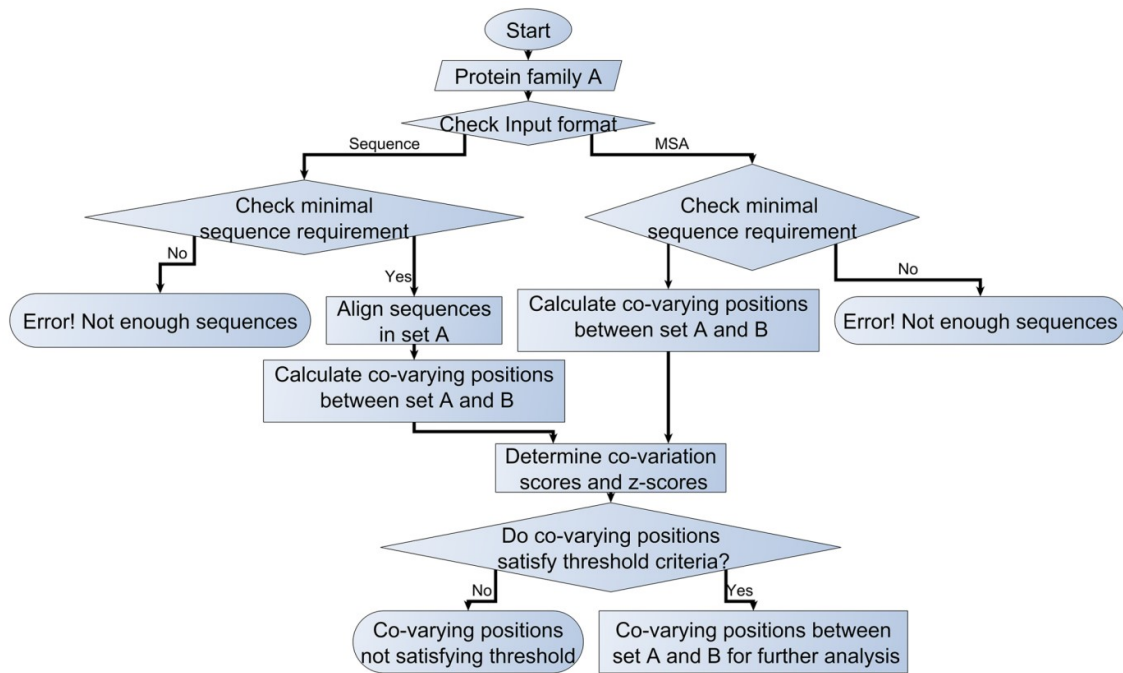 Start
Protein family A
Check Input format
Sequence
MSA
Check minimal
sequence requirement
Check minimal
sequence requirement
No
Yes
No
Error! Not enough sequences
Align sequences
in set A
Calculate co-varying positions
between set A and B
Error! Not enough sequences
Calculate co-varying positions
between set A and B
Determine co-variation
scores and z-scores
Do co-varying positions
satisfy threshold criteria?
No
Yes
Co-varying positions
not satisfying threshold
Co-varying positions between
set A and B for further analysis